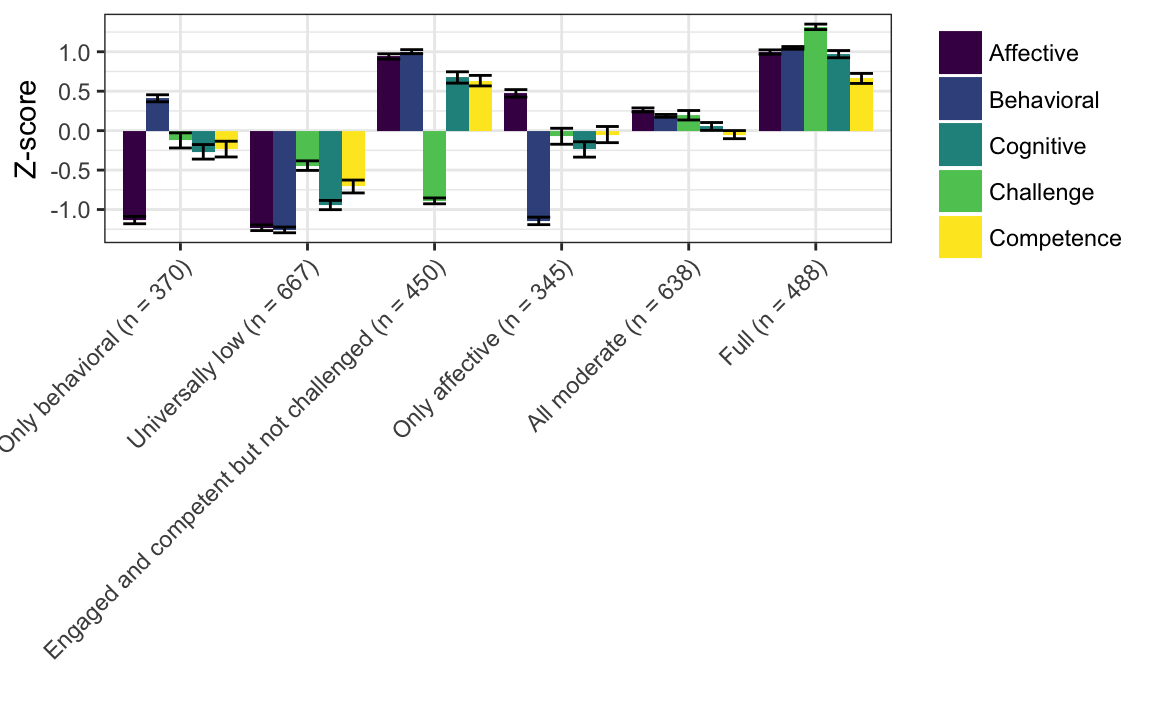 Z-score
1.0
0.5
0.0
-0.5
-1.0
Only behavioral (n = 370)
Universally low (n = 667)
Engaged and competent but not challenged (n = 450)
Only affective (n = 345)
All moderate (n = 638)
Full (n = 488)
Affective
Behavioral
Cognitive
Challenge
Competence